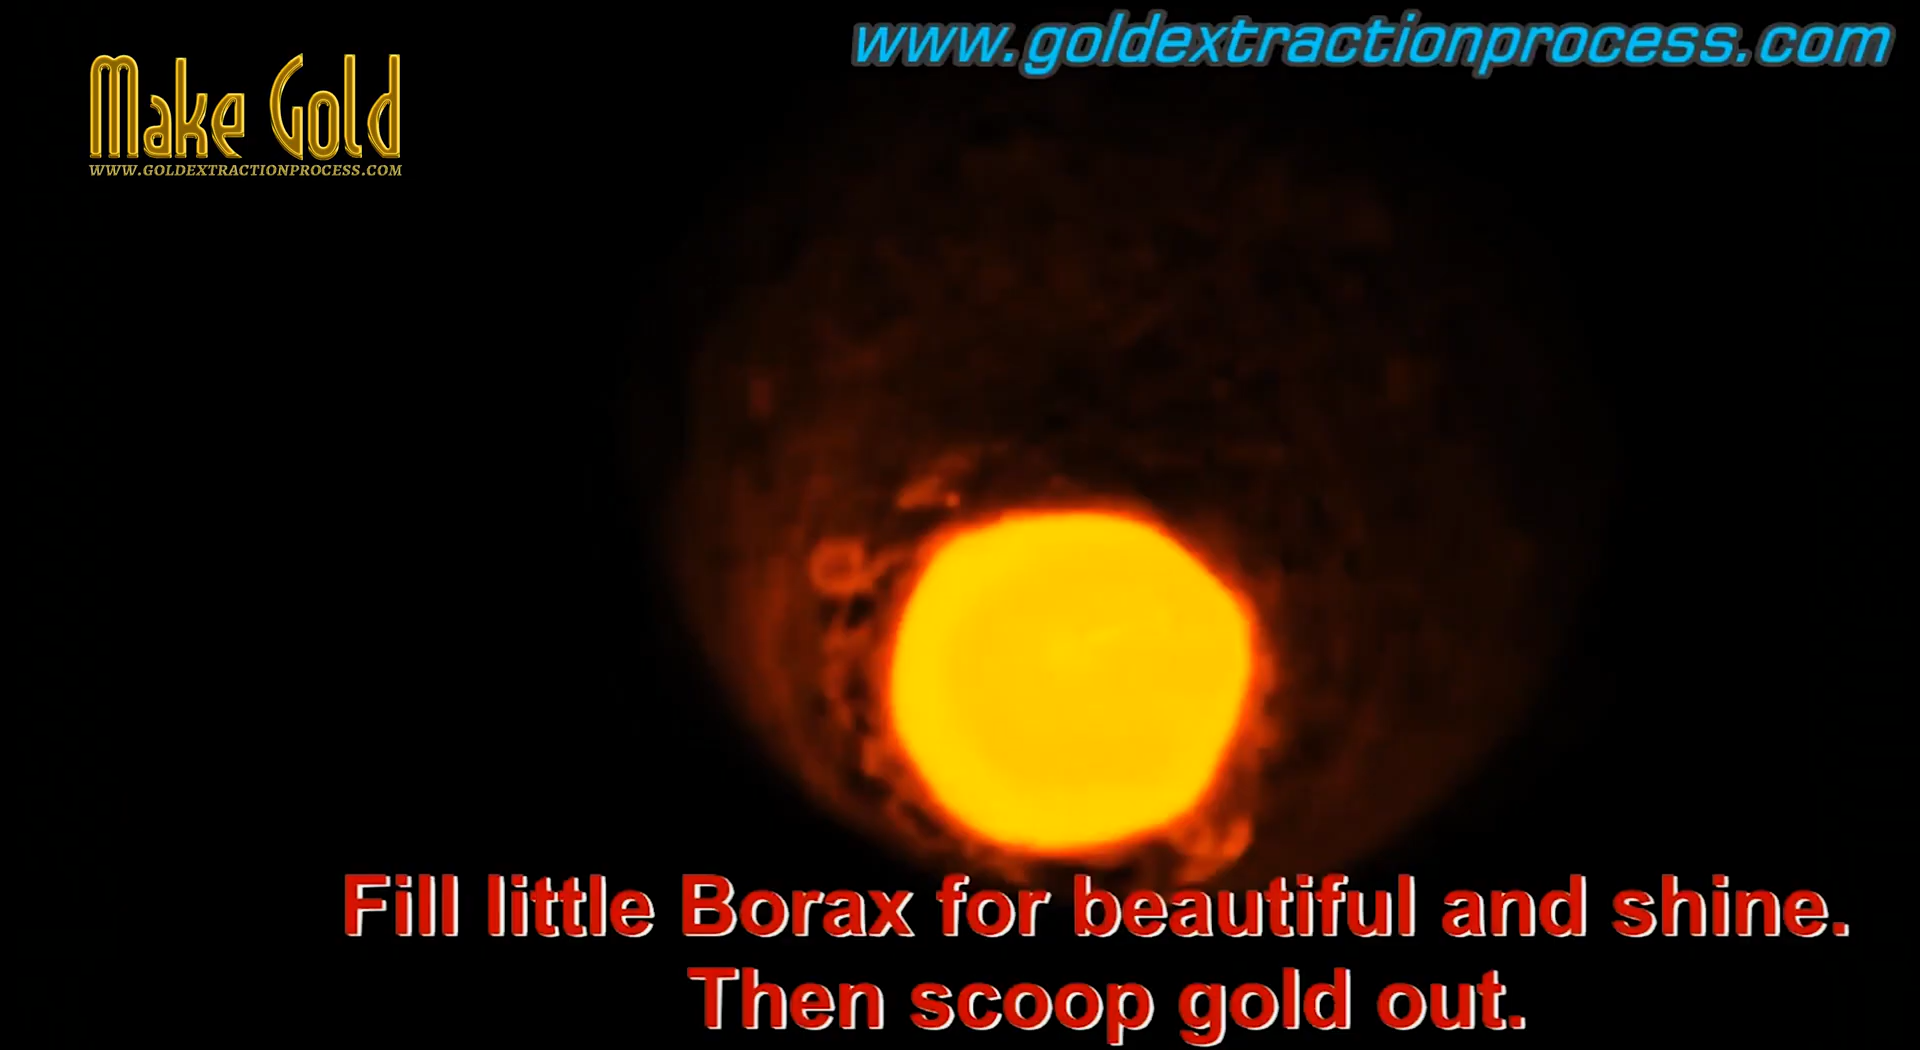 www.goldextractionprocess.com
Make Gold
WWW.GOLDEXTRACTIONPROCESS.COM
Fill little Borax for beautiful and shine.
Then scoop gold out.